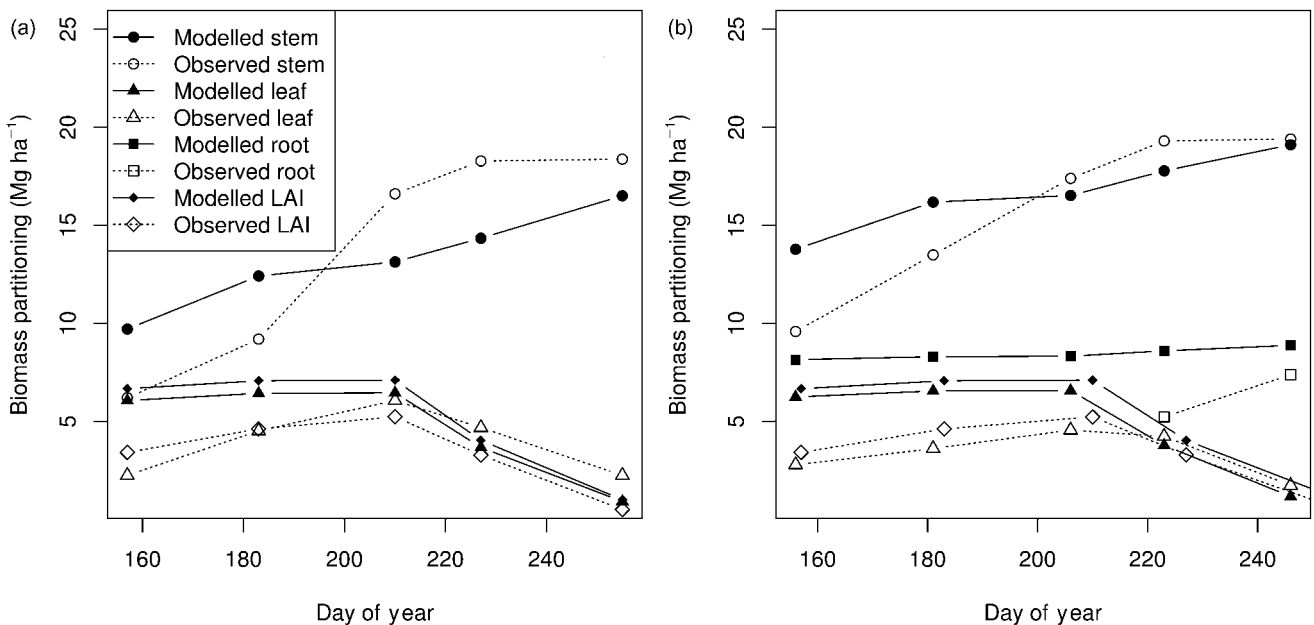 (a)
Biomass partitioning (Mg ha⁻¹)
25
20
15
10
5
Modelled stem
Observed stem
Modelled leaf
Observed leaf
Modelled root
Observed root
Modelled LAI
Observed LAI
160 180 200 220 240
Day of year
(b)
Biomass partitioning (Mg ha⁻¹)
25
20
15
10
5
160 180 200 220 240
Day of year